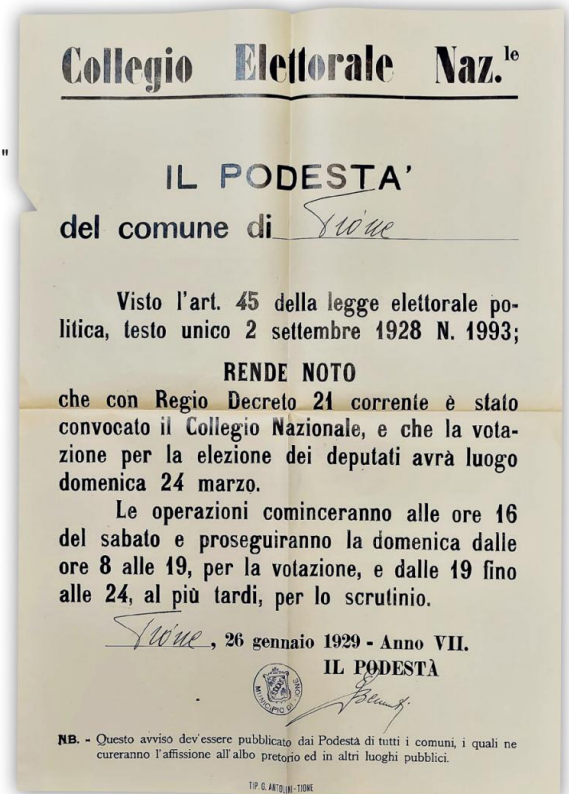 "
Collegio Elettorale Naz.le
IL PODESTA'
del comune di Tione
Visto l'art. 45 della legge elettorale po-
litica, testo unico 2 settembre 1928 N. 1993;
RENDE NOTO
che con Regio Decreto 21 corrente è stato
convocato il Collegio Nazionale, e che la vota-
zione per la elezione dei deputati avrà luogo
domenica 24 marzo.
Le operazioni cominceranno alle ore 16
del sabato e proseguiranno la domenica dalle
ore 8 alle 19, per la votazione, e dalle 19 fino
alle 24, al più tardi, per lo scrutinio.
Tione, 26 gennaio 1929 - Anno VII.
IL PODESTÀ
MUNICIPIO DI TIONE
N.B. - Questo avviso dev'essere pubblicato dai Podestà di tutti i comuni, i quali ne
cureranno l'affissione all'albo pretorio ed in altri luoghi pubblici.
TIP. G. ANTOLINI - TIONE